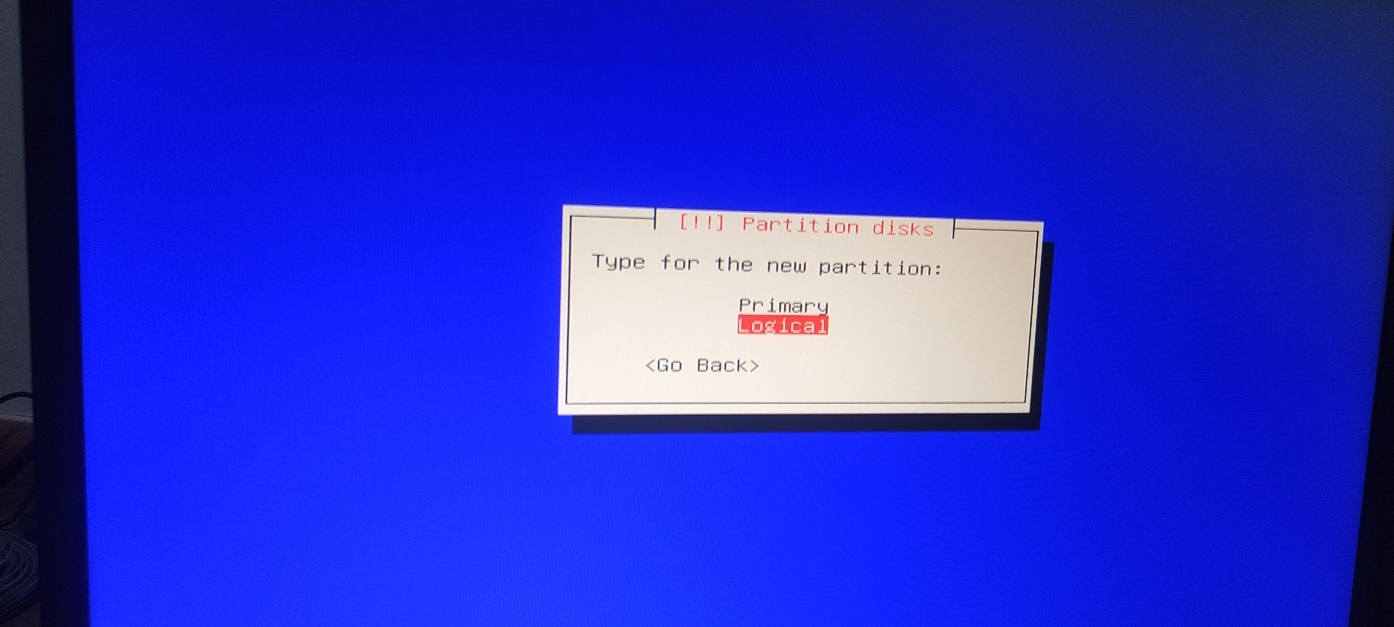 [!!] Partition disks
Type for the new partition:
Primary
Logical
<Go Back>